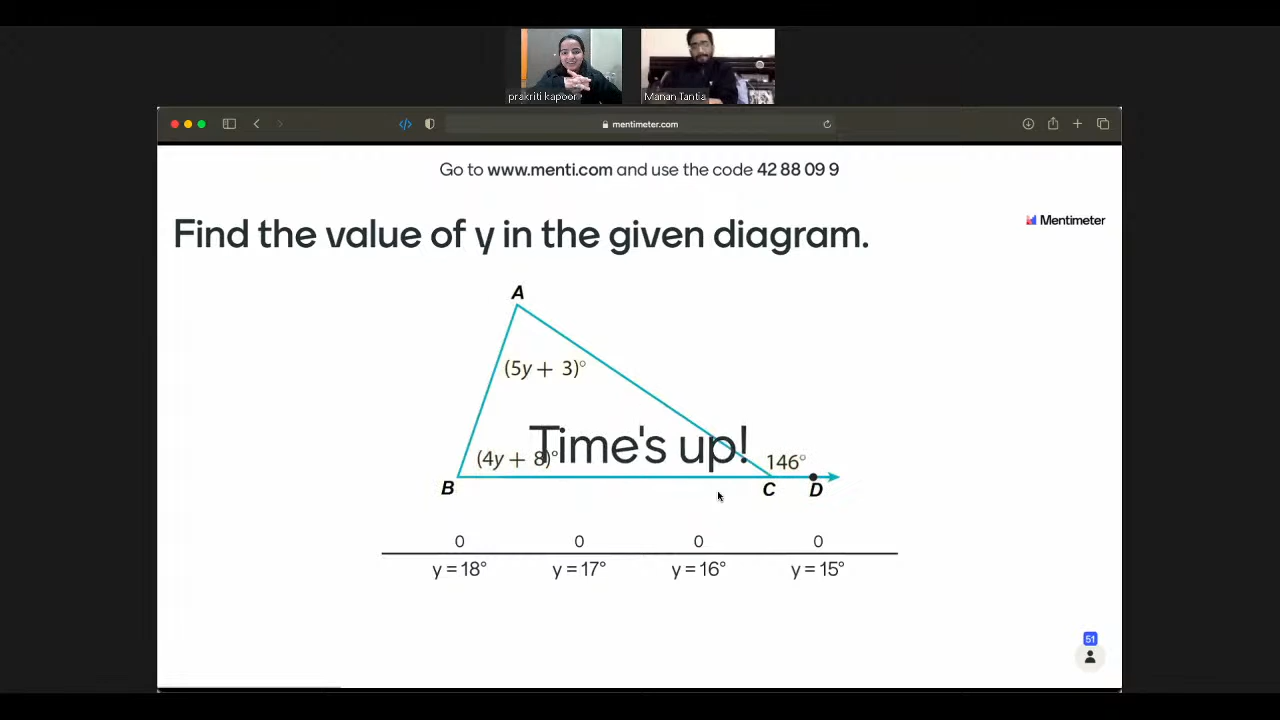 prakriti kapoor
Manan Tantia
mentimeter.com
Go to www.menti.com and use the code 42 88 09 9
Mentimeter
Find the value of y in the given diagram.
A
(5y + 3)°
Time's up!
(4y + 8)°
146°
B
C
D
0 0 0 0
y = 18° y = 17° y = 16° y = 15°
51